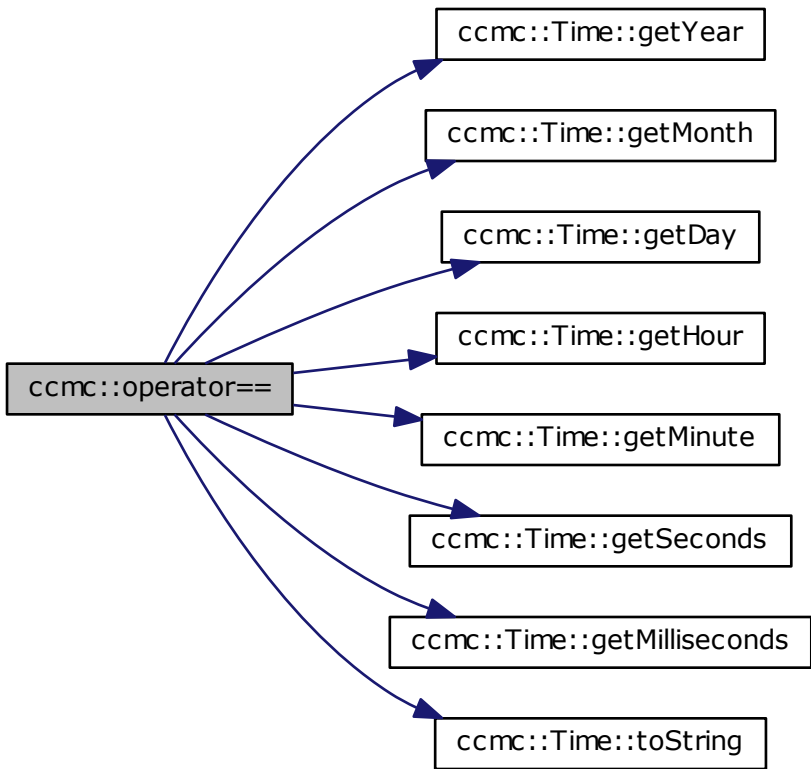 ccmc::Time::getYear
ccmc::Time::getMonth
ccmc::Time::getDay
ccmc::Time::getHour
ccmc::operator==
ccmc::Time::getMinute
ccmc::Time::getSeconds
ccmc::Time::getMilliseconds
ccmc::Time::toString